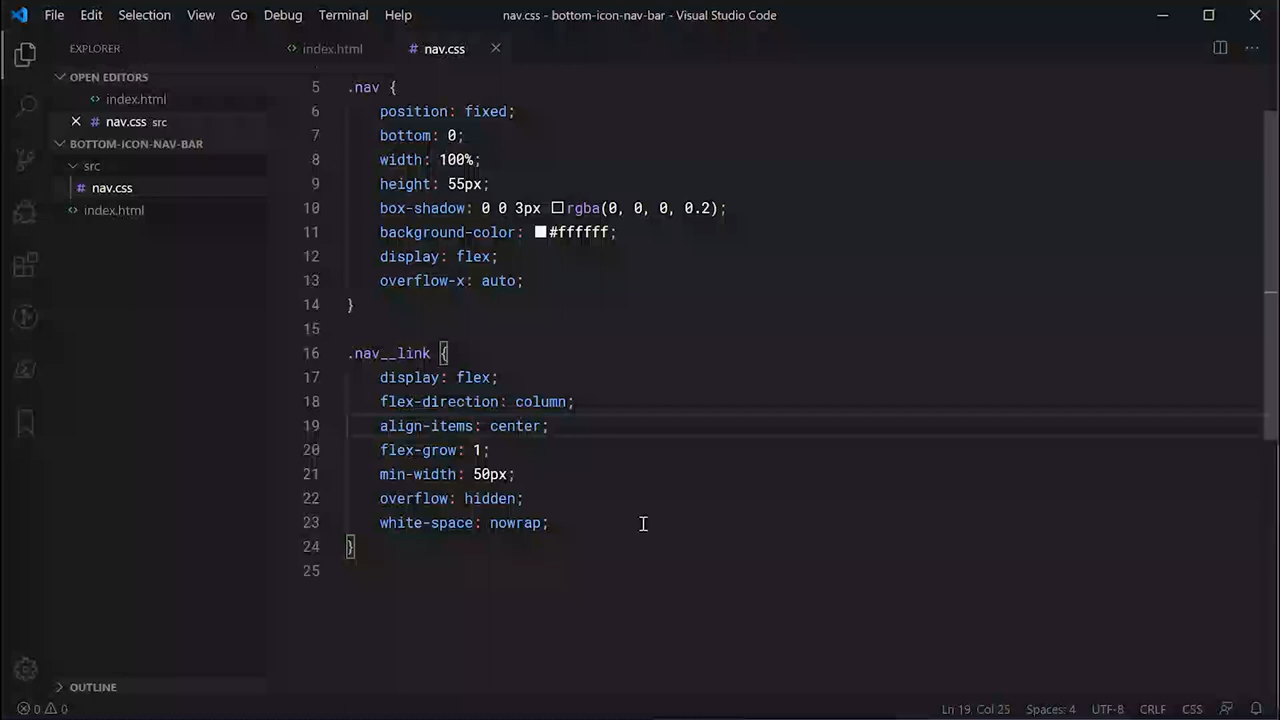 File Edit Selection View Go Debug Terminal Help
nav.css - bottom-icon-nav-bar - Visual Studio Code
EXPLORER
OPEN EDITORS
<> index.html
# nav.css src
BOTTOM-ICON-NAV-BAR
src
# nav.css
<> index.html
OUTLINE
<> index.html
# nav.css
5 .nav {
6 position: fixed;
7 bottom: 0;
8 width: 100%;
9 height: 55px;
10 box-shadow: 0 0 3px rgba(0, 0, 0, 0.2);
11 background-color: #ffffff;
12 display: flex;
13 overflow-x: auto;
14 }
15
16 .nav__link {
17 display: flex;
18 flex-direction: column;
19 align-items: center;
20 flex-grow: 1;
21 min-width: 50px;
22 overflow: hidden;
23 white-space: nowrap;
24 }
25
0 0
Ln 19, Col 25 Spaces: 4 UTF-8 CRLF CSS